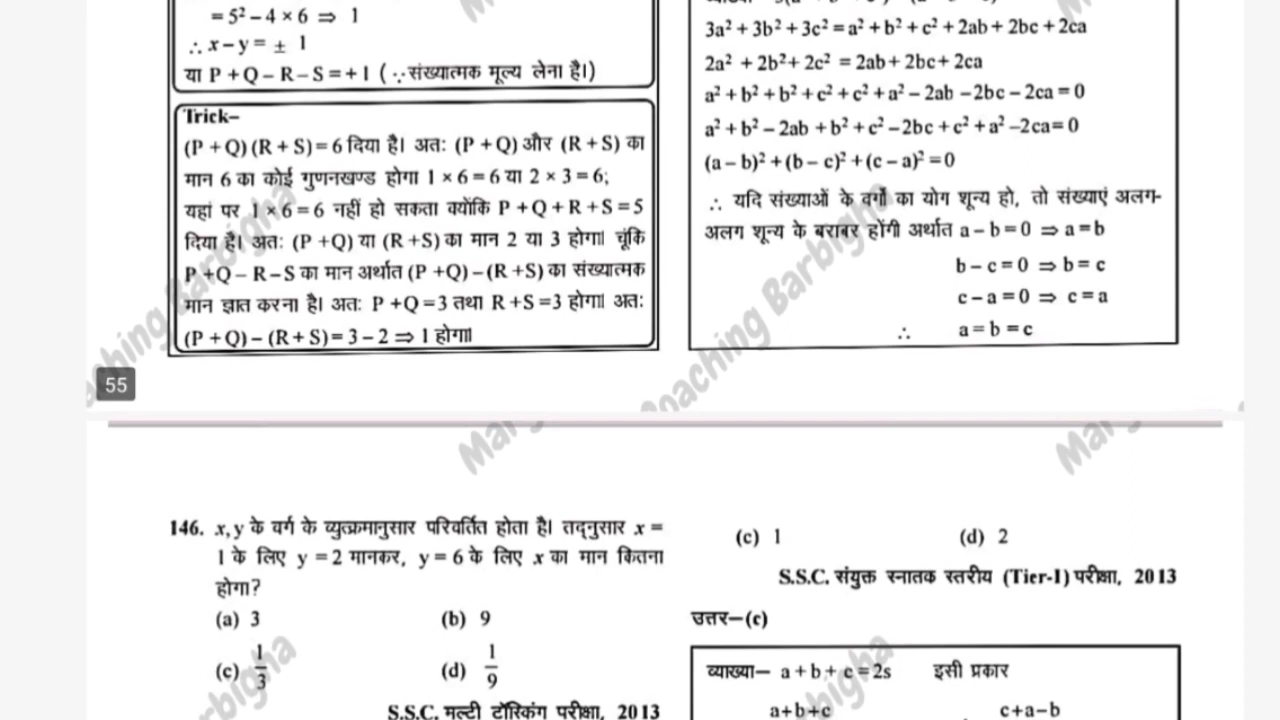 = 5² – 4 × 6 ⇒ 1
∴ x – y = ± 1
या P + Q – R – S = + 1 ( ∵ संख्यात्मक मूल्य लेना है।)
Trick–
(P + Q) (R + S) = 6 दिया है। अतः (P + Q) और (R + S) का
मान 6 का कोई गुणनखण्ड होगा 1 × 6 = 6 या 2 × 3 = 6;
यहां पर 1 × 6 = 6 नहीं हो सकता क्योंकि P + Q + R + S = 5
दिया है। अतः (P + Q) या (R + S) का मान 2 या 3 होगा। चूंकि
P + Q – R – S का मान अर्थात (P + Q) – (R + S) का संख्यात्मक
मान ज्ञात करना है। अतः P + Q = 3 तथा R + S = 3 होगा। अतः
(P + Q) – (R + S) = 3 – 2 ⇒ 1 होगा।
3a² + 3b² + 3c² = a² + b² + c² + 2ab + 2bc + 2ca
2a² + 2b² + 2c² = 2ab + 2bc + 2ca
a² + b² + b² + c² + c² + a² – 2ab – 2bc – 2ca = 0
a² + b² – 2ab + b² + c² – 2bc + c² + a² – 2ca = 0
(a – b)² + (b – c)² + (c – a)² = 0
∴ यदि संख्याओं के वर्गों का योग शून्य हो, तो संख्याएं अलग-
अलग शून्य के बराबर होंगी अर्थात a – b = 0 ⇒ a = b
b – c = 0 ⇒ b = c
c – a = 0 ⇒ c = a
∴ a = b = c
55
146. x, y के वर्ग के व्युत्क्रमानुसार परिवर्तित होता है। तद्नुसार x =
1 के लिए y = 2 मानकर, y = 6 के लिए x का मान कितना
होगा?
(a) 3 (b) 9
(c) 1/3 (d) 1/9
S.S.C. मल्टी टॉस्किंग परीक्षा, 2013
(c) 1 (d) 2
S.S.C. संयुक्त स्नातक स्तरीय (Tier-I) परीक्षा, 2013
उत्तर–(c)
व्याख्या– a + b + c = 2s इसी प्रकार
a+b+c c+a–b